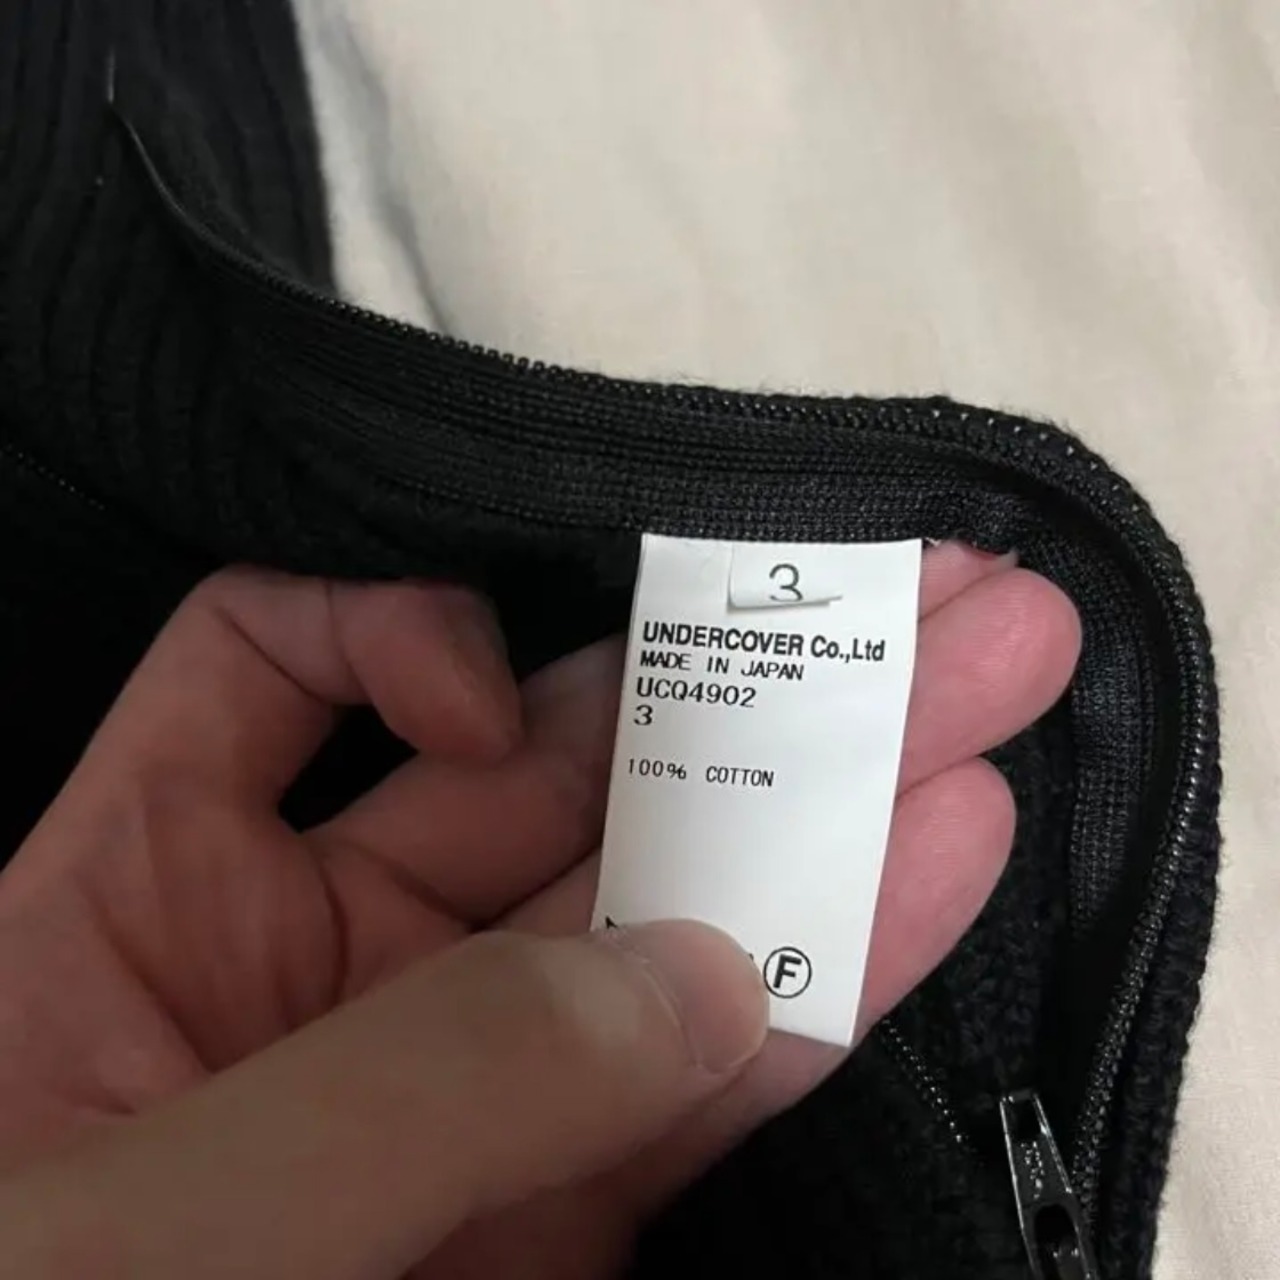 3
UNDERCOVER Co.,Ltd
MADE IN JAPAN
UCQ4902
3
100% COTTON
F